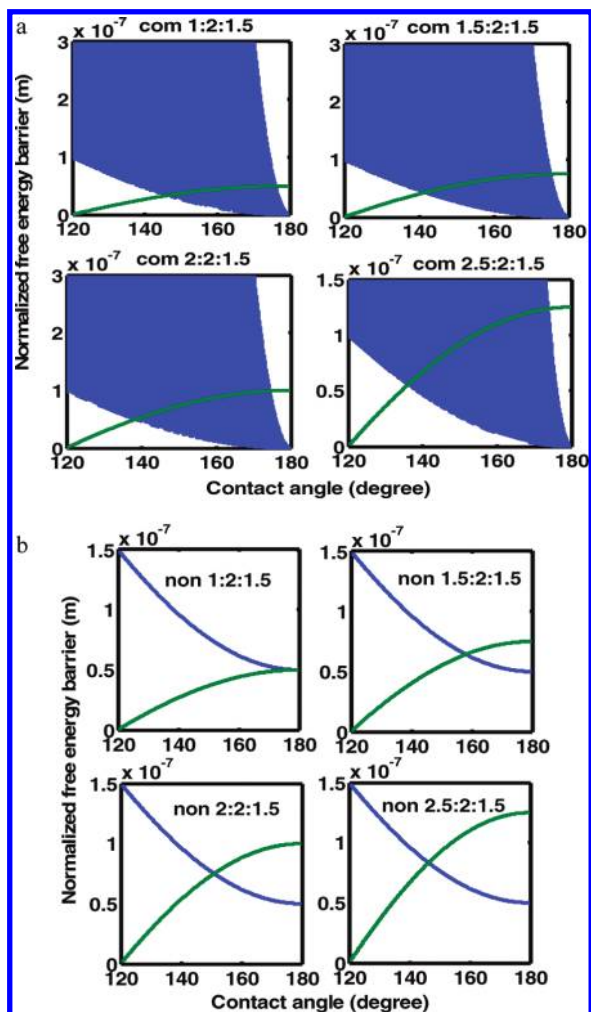 a
Normalized free energy barrier (m)
x 10⁻⁷ com 1:2:1.5
3
2
1
0
120 140 160 180
x 10⁻⁷ com 1.5:2:1.5
3
2
1
0
120 140 160 180
x 10⁻⁷ com 2:2:1.5
3
2
1
0
120 140 160 180
x 10⁻⁷ com 2.5:2:1.5
1.5
1
0.5
0
120 140 160 180
Contact angle (degree)
b
Normalized free energy barrier (m)
x 10⁻⁷
non 1:2:1.5
1.5
1
0.5
0
120 140 160 180
x 10⁻⁷
non 1.5:2:1.5
1.5
1
0.5
0
120 140 160 180
x 10⁻⁷
non 2:2:1.5
1.5
1
0.5
0
120 140 160 180
x 10⁻⁷
non 2.5:2:1.5
1.5
1
0.5
0
120 140 160 180
Contact angle (degree)